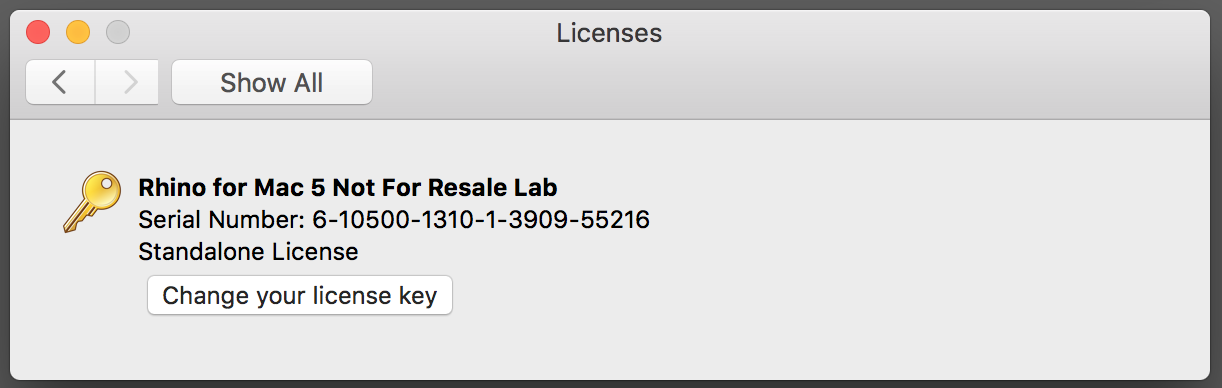 Licenses
Show All
Rhino for Mac 5 Not For Resale Lab
Serial Number: 6-10500-1310-1-3909-55216
Standalone License
Change your license key